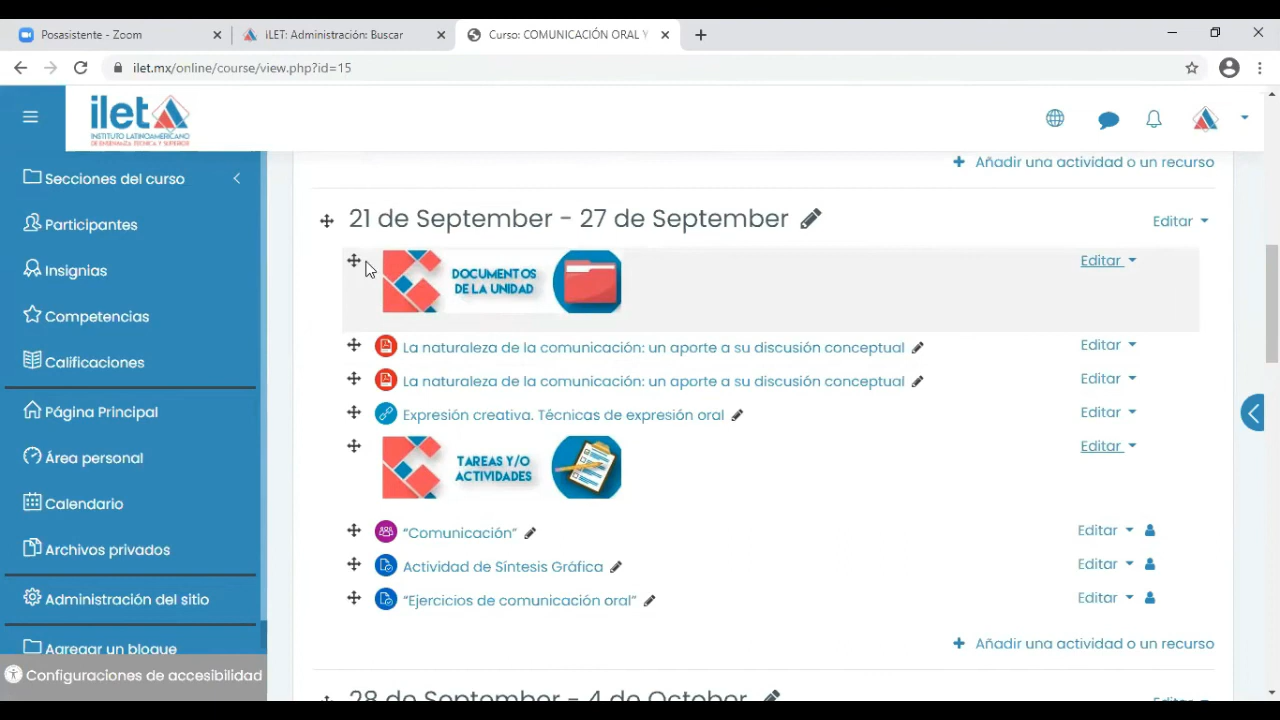 Posasistente - Zoom
iLET: Administración: Buscar
Curso: COMUNICACIÓN ORAL Y
ilet.mx/online/course/view.php?id=15
ilet
INSTITUTO LATINOAMERICANO
DE ENSEÑANZA TÉCNICA Y SUPERIOR
Secciones del curso
Participantes
Insignias
Competencias
Calificaciones
Página Principal
Área personal
Calendario
Archivos privados
Administración del sitio
Agregar un bloque
Configuraciones de accesibilidad
Añadir una actividad o un recurso
21 de September - 27 de September
Editar
DOCUMENTOS
DE LA UNIDAD
Editar
La naturaleza de la comunicación: un aporte a su discusión conceptual
Editar
La naturaleza de la comunicación: un aporte a su discusión conceptual
Editar
Expresión creativa. Técnicas de expresión oral
Editar
TAREAS Y/O
ACTIVIDADES
Editar
“Comunicación”
Editar
Actividad de Síntesis Gráfica
Editar
“Ejercicios de comunicación oral”
Editar
Añadir una actividad o un recurso
28 de September - 4 de October
Editar